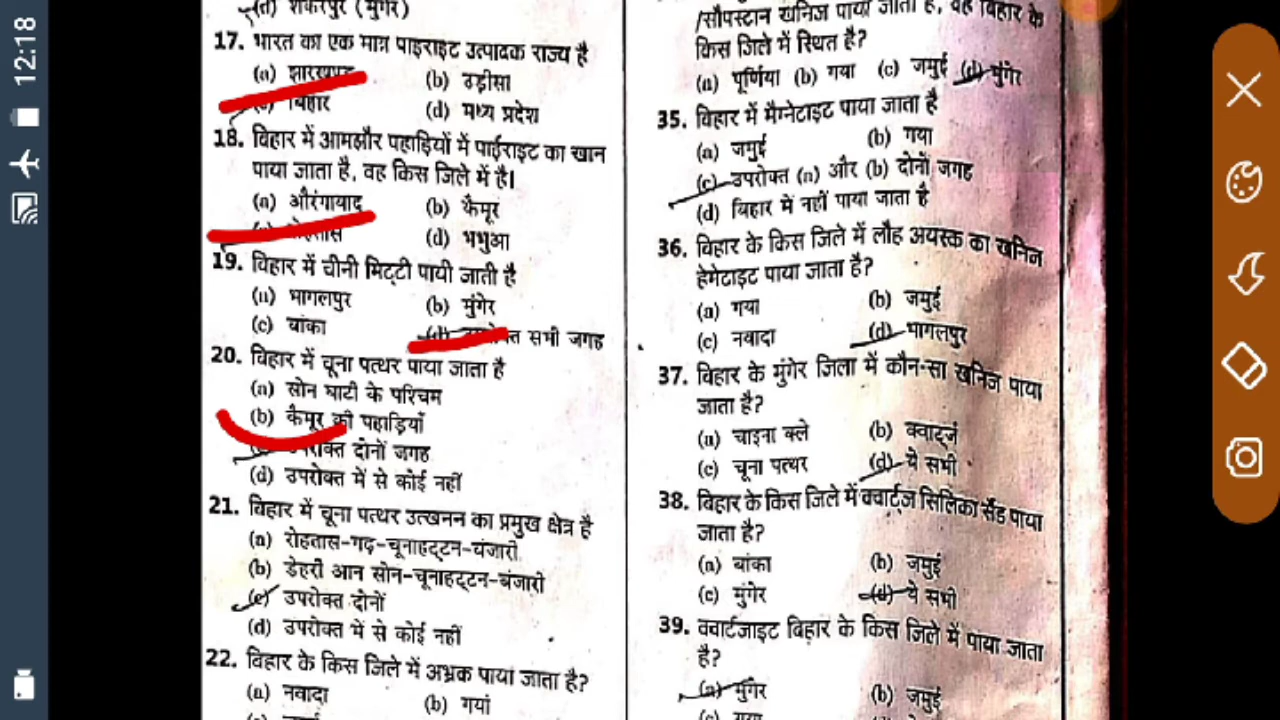 12:18
(d) शंकरपुर (मुंगेर)
17. भारत का एक मात्र पाइराइट उत्पादक राज्य है
(a) झारखण्ड (b) उड़ीसा
बिहार (d) मध्य प्रदेश
18. बिहार में आमझौर पहाड़ियों में पाईराइट का खान
पाया जाता है, वह किस जिले में है।
(a) औरंगाबाद (b) कैमूर
(d) भभुआ
19. बिहार में चीनी मिट्टी पायी जाती है
(a) भागलपुर (b) मुंगेर
(c) बांका (d) सभी जगह
20. बिहार में चूना पत्थर पाया जाता है
(a) सोन घाटी के पश्चिम
(b) कैमूर की पहाड़ियाँ
दोनों जगह
(d) उपरोक्त में से कोई नहीं
21. बिहार में चूना पत्थर उत्खनन का प्रमुख क्षेत्र है
(a) रोहतास-गढ़-चूनाहट्टन-बंजारी
(b) डेहरी आन सोन-चूनाहट्टन-बंजारी
(c) उपरोक्त दोनों
(d) उपरोक्त में से कोई नहीं
22. बिहार के किस जिले में अभ्रक पाया जाता है?
(a) नवादा (b) गयां
/सौपस्टान खनिज पाया जाता है, वह बिहार के
किस जिले में स्थित है?
(a) पूर्णिया (b) गया (c) जमुई (d) मुंगेर
35. बिहार में मैग्नेटाइट पाया जाता है
(a) जमुई (b) गया
(c) उपरोक्त (a) और (b) दोनों जगह
(d) बिहार में नहीं पाया जाता है
36. बिहार के किस जिले में लौह अयस्क का खनिज
हेमेटाइट पाया जाता है?
(a) गया (b) जमुई
(c) नवादा (d) भागलपुर
37. बिहार के मुंगेर जिला में कौन-सा खनिज पाया
जाता है?
(a) चाइना क्ले (b) क्वार्ट्ज
(c) चूना पत्थर (d) ये सभी
38. बिहार के किस जिले में क्वार्ट्ज सिलिका सैंड पाया
जाता है?
(a) बांका (b) जमुई
(c) मुंगेर (d) ये सभी
39. क्वार्टजाइट बिहार के किस जिले में पाया जाता
है?
(a) मुंगेर (b) जमुई